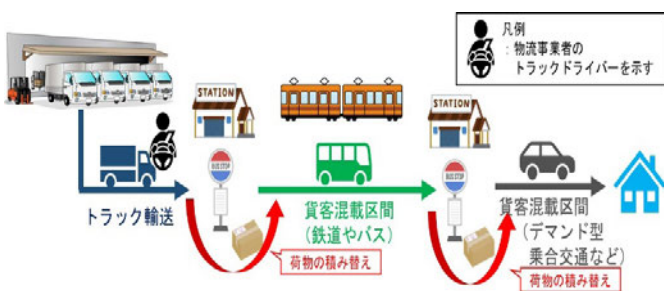 凡例
:物流事業者の
トラックドライバーを示す
STATION
STATION
BUS STOP
BUS STOP
トラック輸送
貨客混載区間
(鉄道やバス)
貨客混載区間
(デマンド型
乗合交通など)
荷物の積み替え
荷物の積み替え